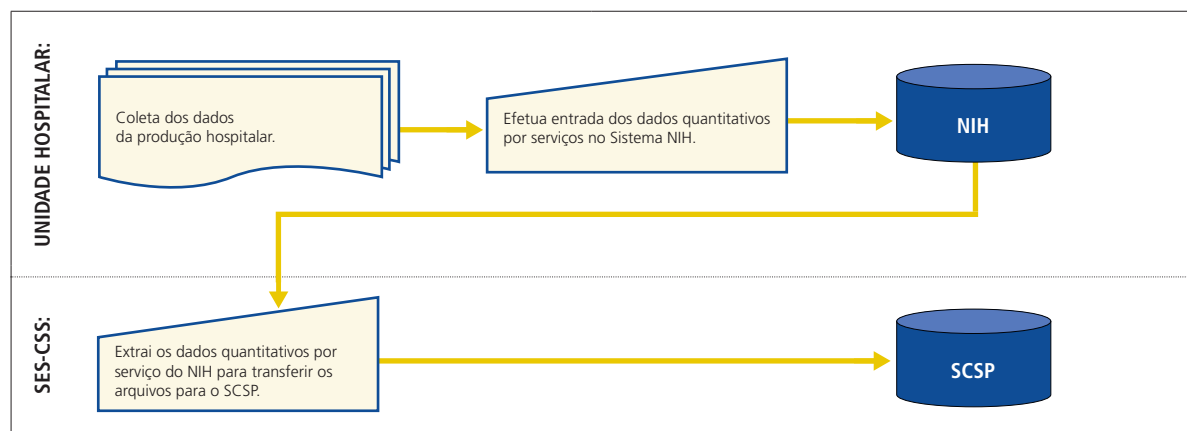 UNIDADE HOSPITALAR:
Coleta dos dados
da produção hospitalar.
Efetua entrada dos dados quantitativos
por serviços no Sistema NIH.
NIH
SES-CSS:
Extrai os dados quantitativos por
serviço do NIH para transferir os
arquivos para o SCSP.
SCSP